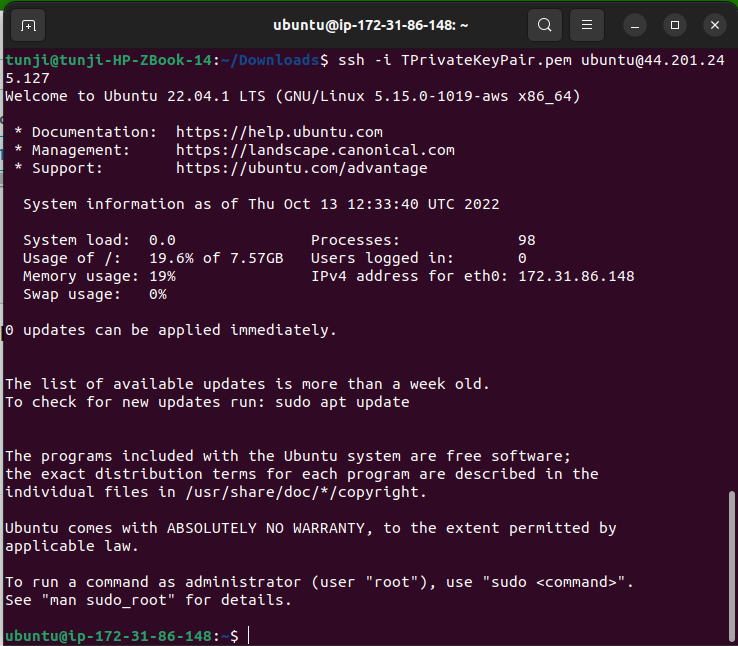 ubuntu@ip-172-31-86-148: ~
tunji@tunji-HP-ZBook-14:~/Downloads$ ssh -i TPrivateKeyPair.pem ubuntu@44.201.24
5.127
Welcome to Ubuntu 22.04.1 LTS (GNU/Linux 5.15.0-1019-aws x86_64)
* Documentation:  https://help.ubuntu.com
* Management:     https://landscape.canonical.com
* Support:        https://ubuntu.com/advantage
System information as of Thu Oct 13 12:33:40 UTC 2022
System load:  0.0               Processes:             98
Usage of /:   19.6% of 7.57GB   Users logged in:       0
Memory usage: 19%               IPv4 address for eth0: 172.31.86.148
Swap usage:   0%
0 updates can be applied immediately.
The list of available updates is more than a week old.
To check for new updates run: sudo apt update
The programs included with the Ubuntu system are free software;
the exact distribution terms for each program are described in the
individual files in /usr/share/doc/*/copyright.
Ubuntu comes with ABSOLUTELY NO WARRANTY, to the extent permitted by
applicable law.
To run a command as administrator (user "root"), use "sudo <command>".
See "man sudo_root" for details.
ubuntu@ip-172-31-86-148:~$